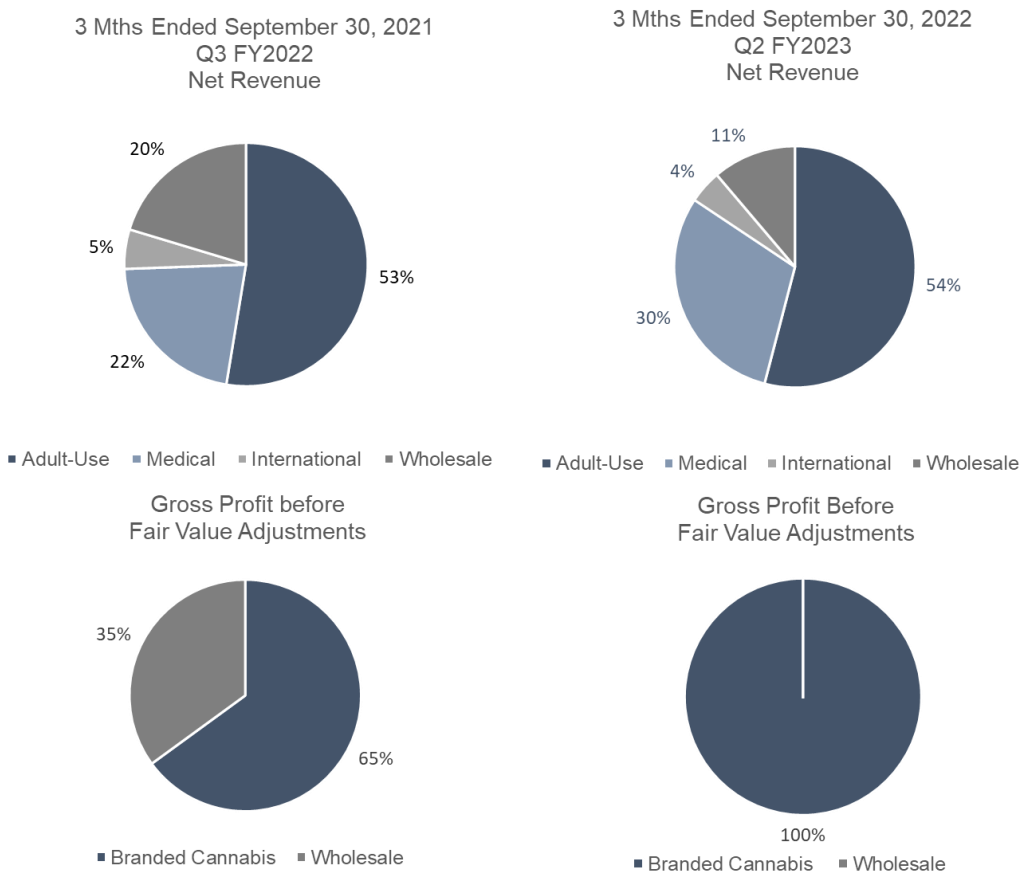 3 Mths Ended September 30, 2021
Q3 FY2022
Net Revenue
20%
5%
53%
22%
Adult-Use Medical International Wholesale
3 Mths Ended September 30, 2022
Q2 FY2023
Net Revenue
11%
4%
54%
30%
Adult-Use Medical International Wholesale
Gross Profit before
Fair Value Adjustments
35%
65%
Branded Cannabis Wholesale
Gross Profit Before
Fair Value Adjustments
100%
Branded Cannabis Wholesale